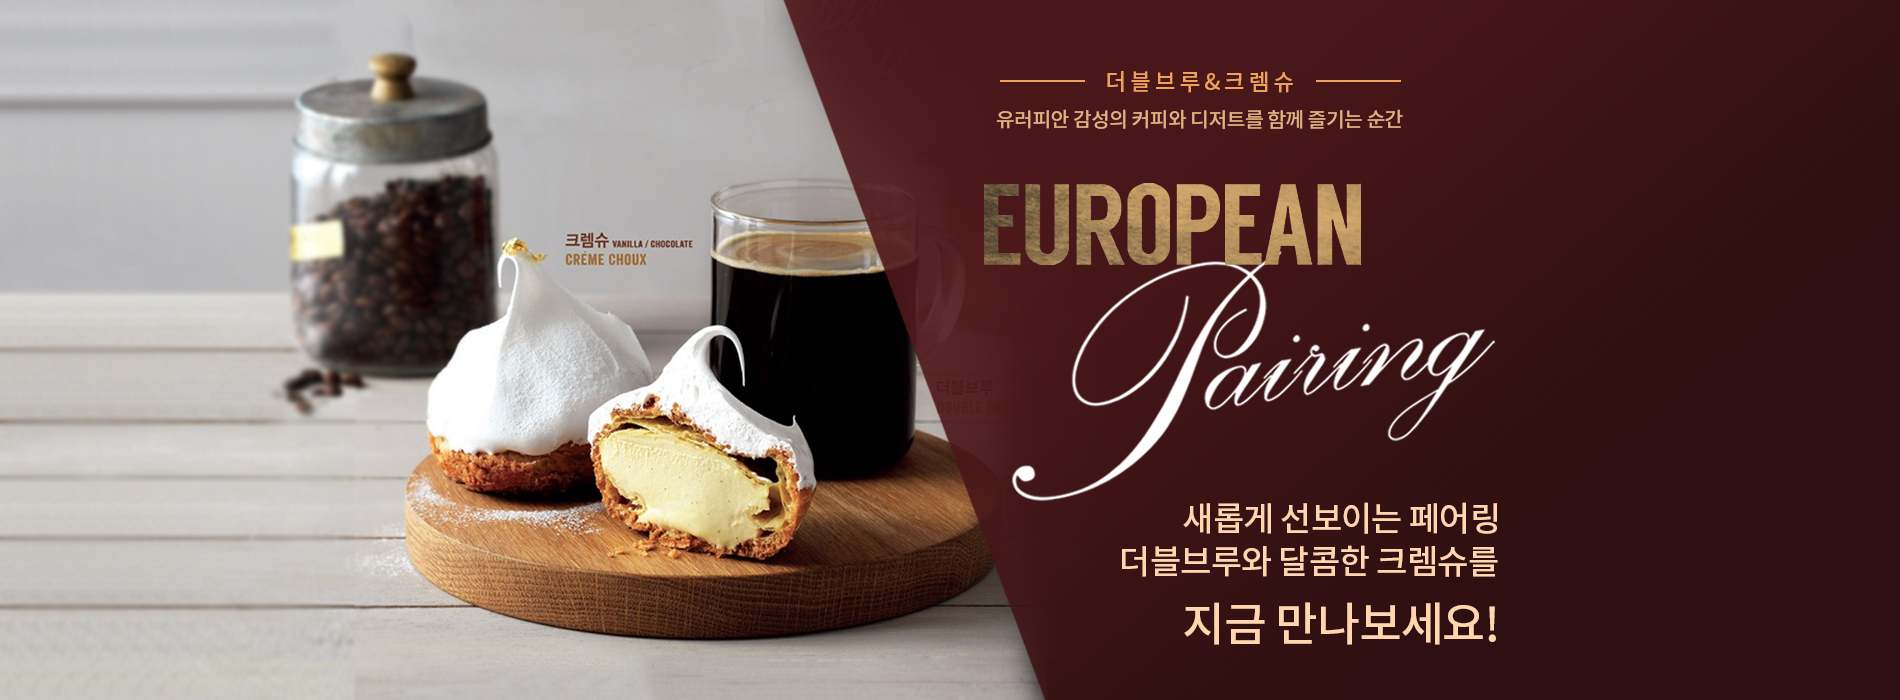 더블브루&크렘슈
유러피안 감성의 커피와 디저트를 함께 즐기는 순간
EUROPEAN
Pairing
크렘슈 VANILLA / CHOCOLATE
CRÉME CHOUX
더블브루
새롭게 선보이는 페어링
더블브루와 달콤한 크렘슈를
지금 만나보세요!